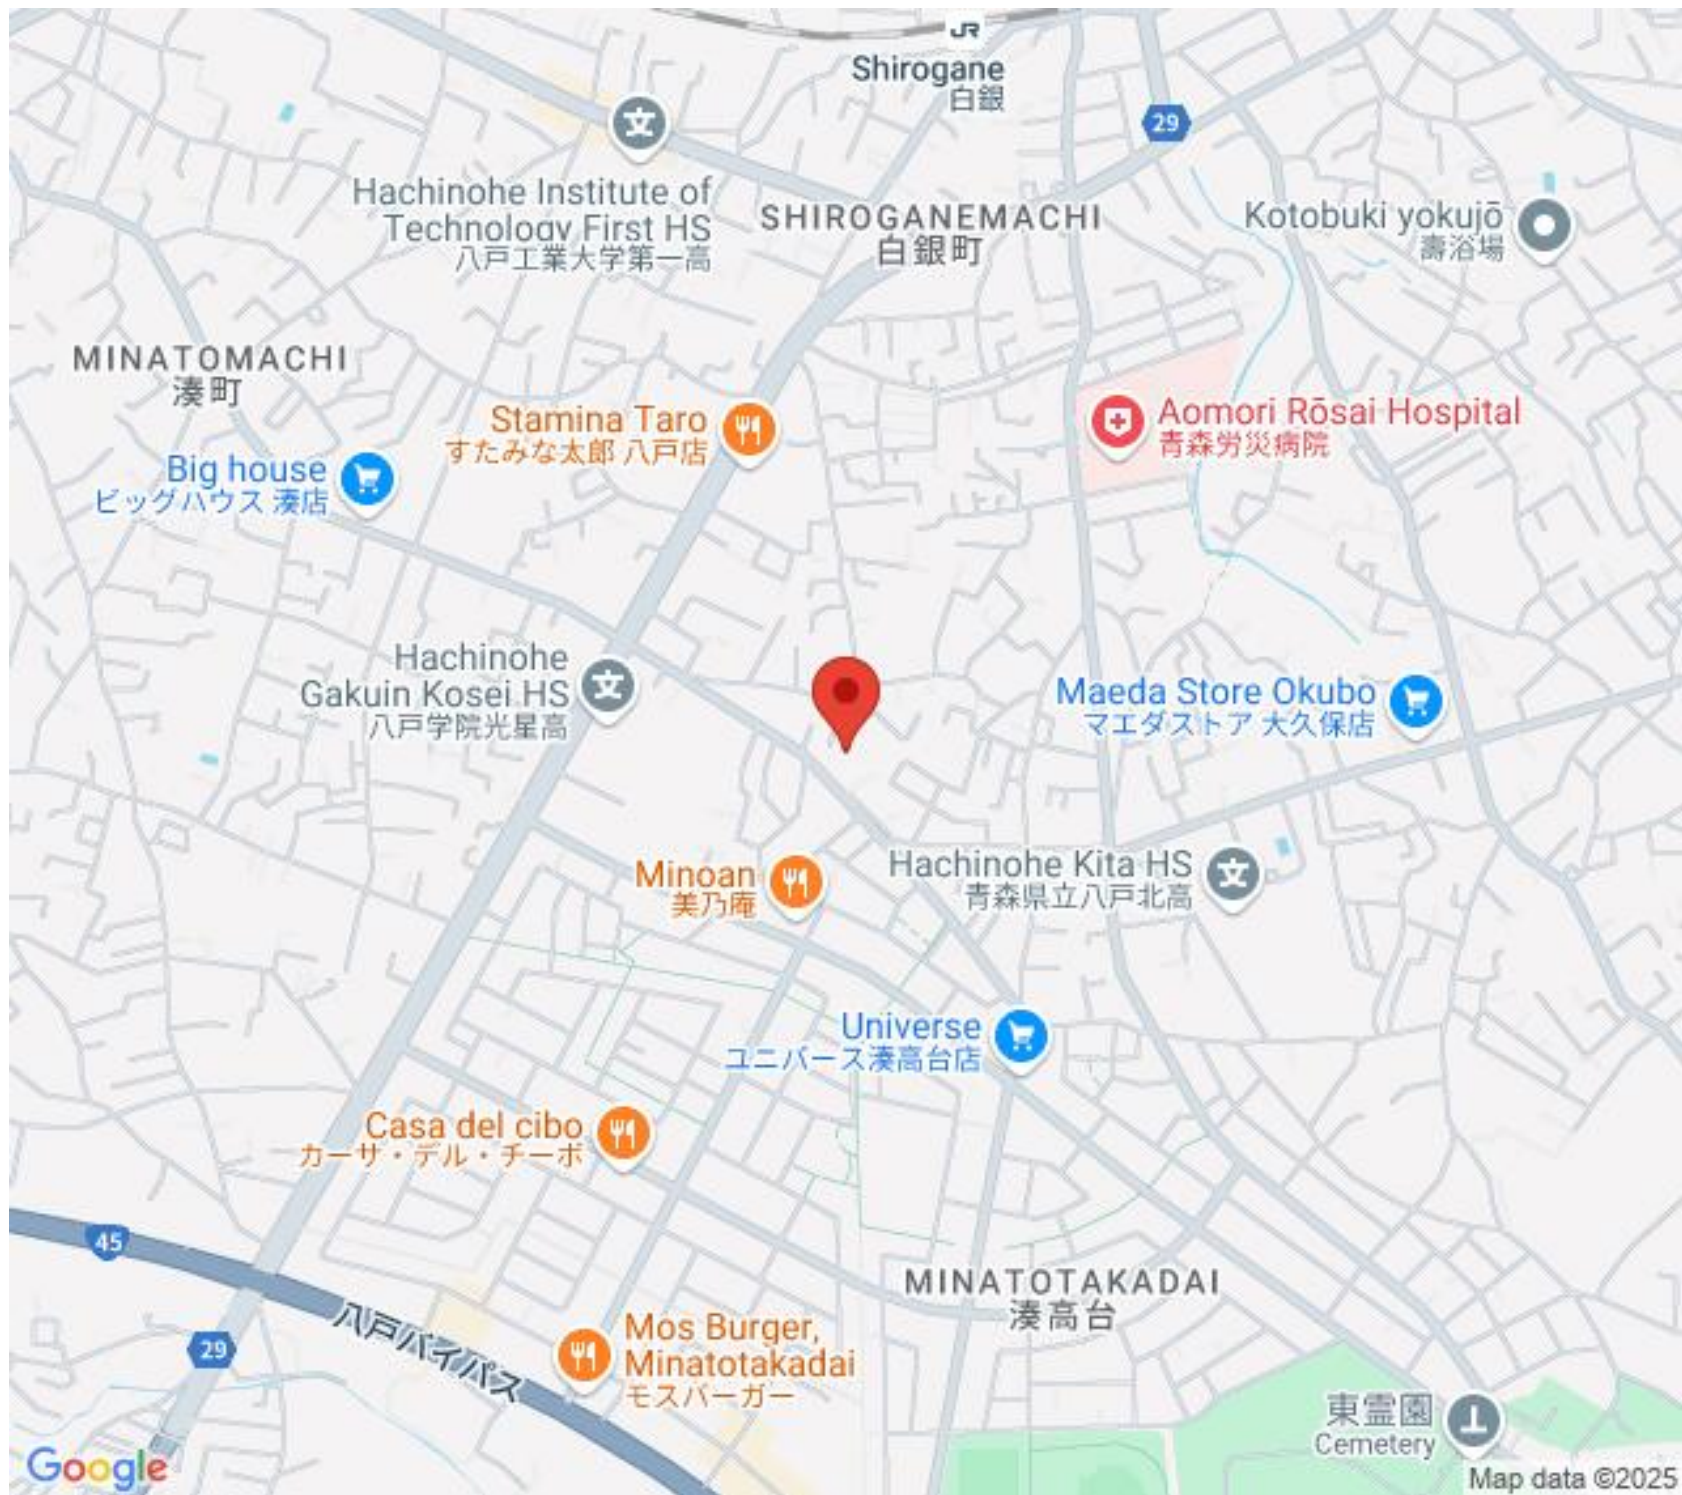 JR
Shirogane
白銀
29
Hachinohe Institute of
Technology First HS
八戸工業大学第一高
SHIROGANEMACHI
白銀町
Kotobuki yokujō
壽浴場
MINATOMACHI
湊町
Stamina Taro
すたみな太郎 八戸店
Aomori Rōsai Hospital
青森労災病院
Big house
ビッグハウス 湊店
Hachinohe
Gakuin Kosei HS
八戸学院光星高
Maeda Store Okubo
マエダストア 大久保店
Minoan
美乃庵
Hachinohe Kita HS
青森県立八戸北高
Universe
ユニバース湊高台店
Casa del cibo
カーサ・デル・チーボ
45
八戸バイパス
MINATOTAKADAI
湊高台
29
Mos Burger,
Minatotakadai
モスバーガー
東霊園
Cemetery
Google
Map data ©2025